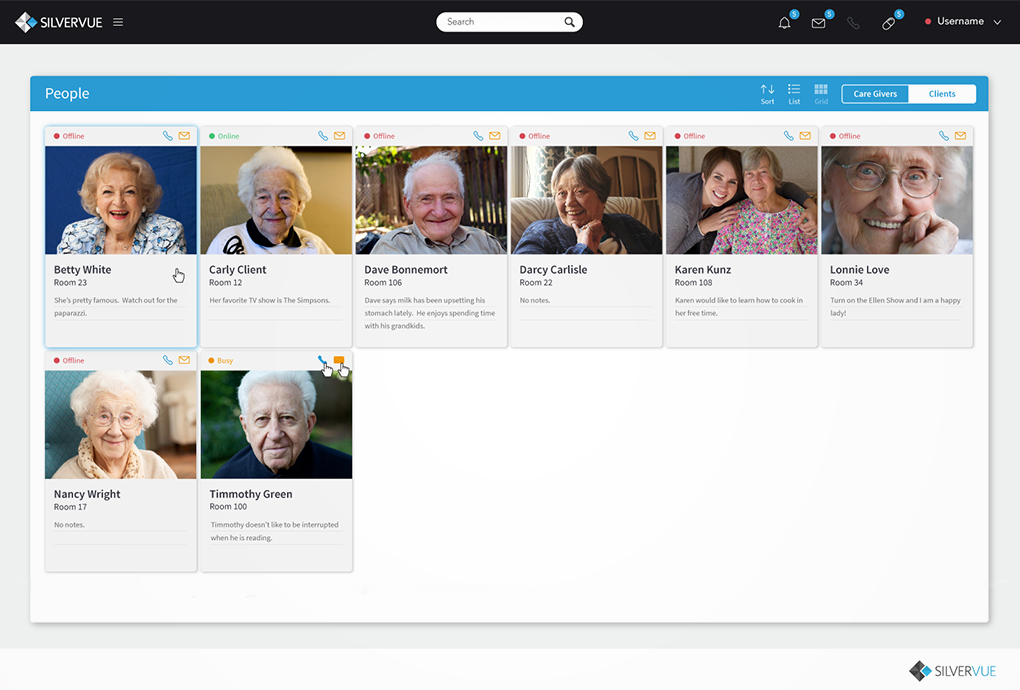 SILVERVUE
Search
5
5
5
Username
People
Sort
List
Grid
Care Givers
Clients
Offline
Betty White
Room 23
She's pretty famous. Watch out for the
paparazzi.
Online
Carly Client
Room 12
Her favorite TV show is The Simpsons.
Offline
Dave Bonnemort
Room 106
Dave says milk has been upsetting his
stomach lately. He enjoys spending time
with his grandkids.
Offline
Darcy Carlisle
Room 22
No notes.
Offline
Karen Kunz
Room 108
Karen would like to learn how to cook in
her free time.
Offline
Lonnie Love
Room 34
Turn on the Ellen Show and I am a happy
lady!
Offline
Nancy Wright
Room 17
No notes.
Busy
Timmothy Green
Room 100
Timmothy doesn't like to be interrupted
when he is reading.
SILVERVUE